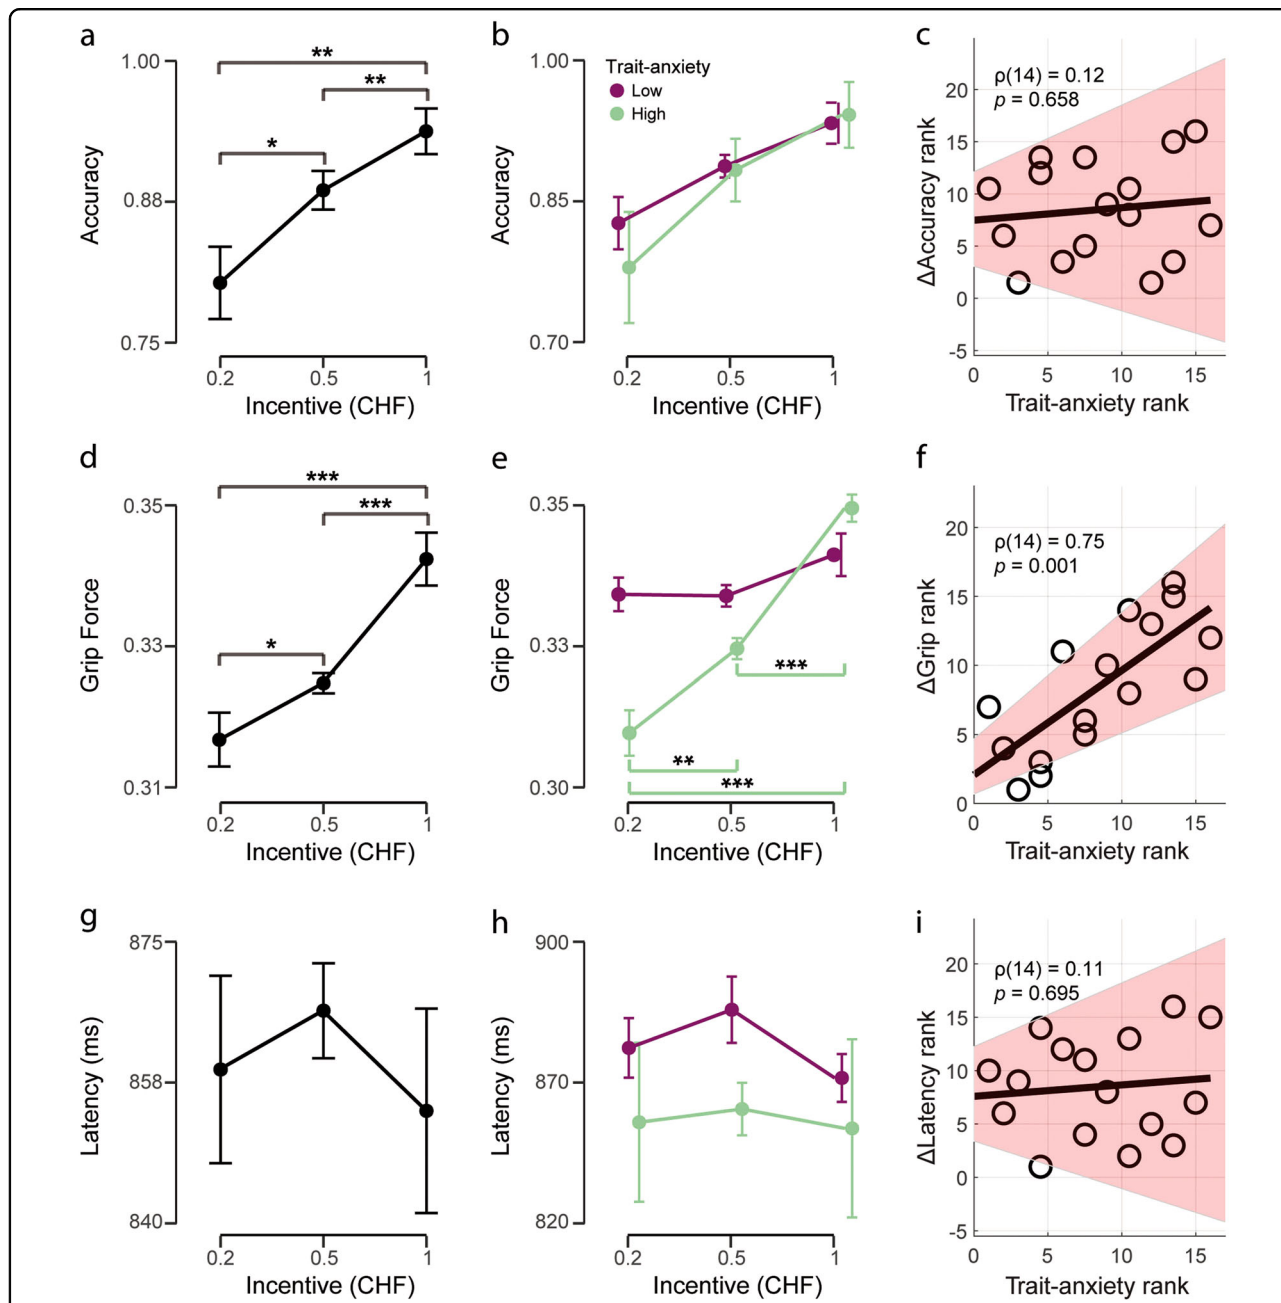 a
1.00
0.88
0.75
Accuracy
**
**
*
0.2 0.5 1
Incentive (CHF)
b
1.00
0.85
0.70
Accuracy
Trait-anxiety
Low
High
0.2 0.5 1
Incentive (CHF)
c
ρ(14) = 0.12
p = 0.658
20
15
10
5
0
-5
ΔAccuracy rank
0 5 10 15
Trait-anxiety rank
d
0.35
0.33
0.31
Grip Force
***
***
*
0.2 0.5 1
Incentive (CHF)
e
0.35
0.33
0.30
Grip Force
***
**
***
0.2 0.5 1
Incentive (CHF)
f
ρ(14) = 0.75
p = 0.001
20
15
10
5
0
ΔGrip rank
0 5 10 15
Trait-anxiety rank
g
875
858
840
Latency (ms)
0.2 0.5 1
Incentive (CHF)
h
900
870
820
Latency (ms)
0.2 0.5 1
Incentive (CHF)
i
ρ(14) = 0.11
p = 0.695
20
15
10
5
0
-5
ΔLatency rank
0 5 10 15
Trait-anxiety rank